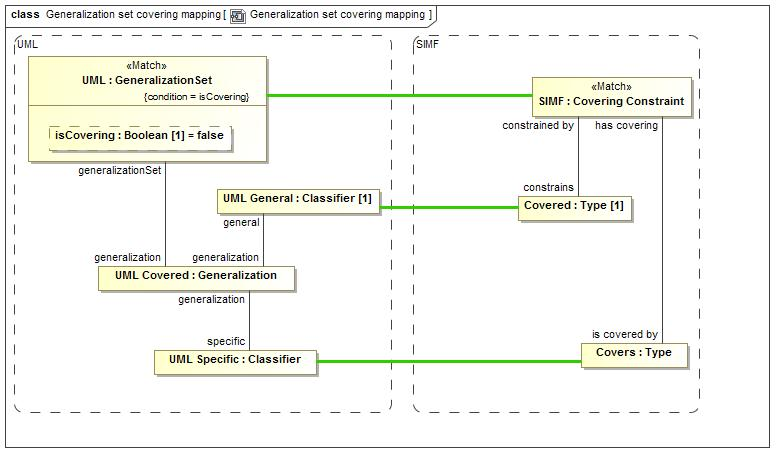 class Generalization set covering mapping [ Generalization set covering mapping ]
UML
SIMF
«Match»
UML : GeneralizationSet
{condition = isCovering}
isCovering : Boolean [1] = false
«Match»
SIMF : Covering Constraint
constrained by
has covering
generalizationSet
UML General : Classifier [1]
general
constrains
Covered : Type [1]
generalization
generalization
UML Covered : Generalization
generalization
specific
UML Specific : Classifier
is covered by
Covers : Type